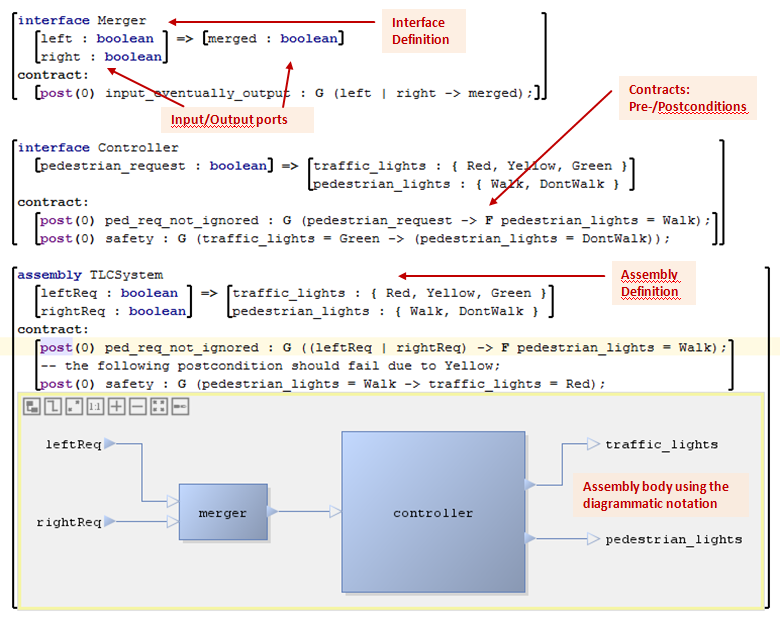 interface Merger
[left : boolean] => [merged : boolean]
[right : boolean]
contract:
[post(0) input_eventually_output : G (left | right -> merged);]
Interface
Definition
Input/Output ports
Contracts:
Pre-/Postconditions
interface Controller
[pedestrian_request : boolean] => [traffic_lights : { Red, Yellow, Green }
pedestrian_lights : { Walk, DontWalk }
contract:
post(0) ped_req_not_ignored : G (pedestrian_request -> F pedestrian_lights = Walk);
post(0) safety : G (traffic_lights = Green -> (pedestrian_lights = DontWalk));
assembly TLCSystem
leftReq : boolean => traffic_lights : { Red, Yellow, Green }
rightReq : boolean pedestrian_lights : { Walk, DontWalk }
contract:
post(0) ped_req_not_ignored : G ((leftReq | rightReq) -> F pedestrian_lights = Walk);
-- the following postcondition should fail due to Yellow;
post(0) safety : G (pedestrian_lights = Walk -> traffic_lights = Red);
Assembly
Definition
1:1
leftReq
rightReq
merger
controller
traffic_lights
Assembly body using the
diagrammatic notation
pedestrian_lights